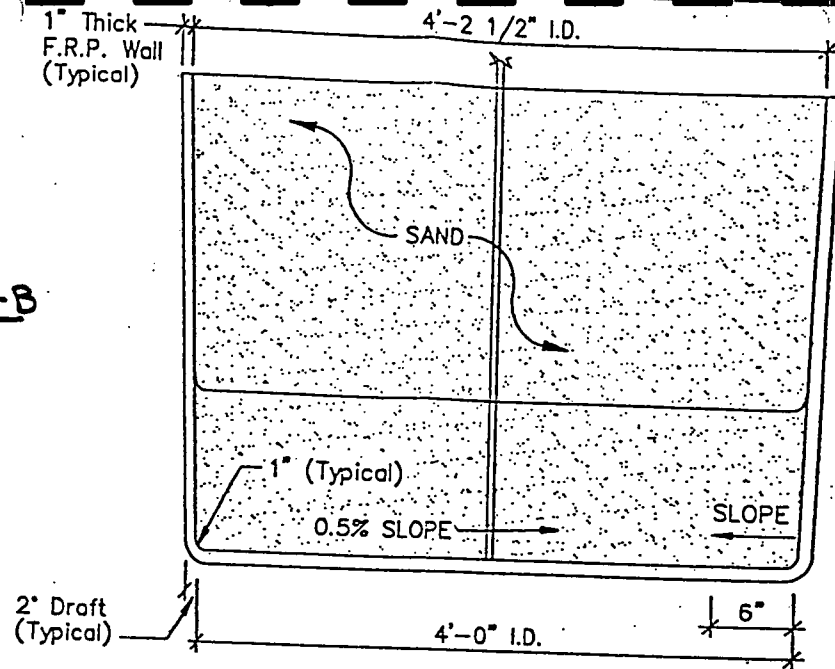 1" Thick
F.R.P. Wall
(Typical)
4'-2 1/2" I.D.
SAND
-B
1" (Typical)
0.5% SLOPE
SLOPE
2° Draft
(Typical)
4'-0" I.D.
6"